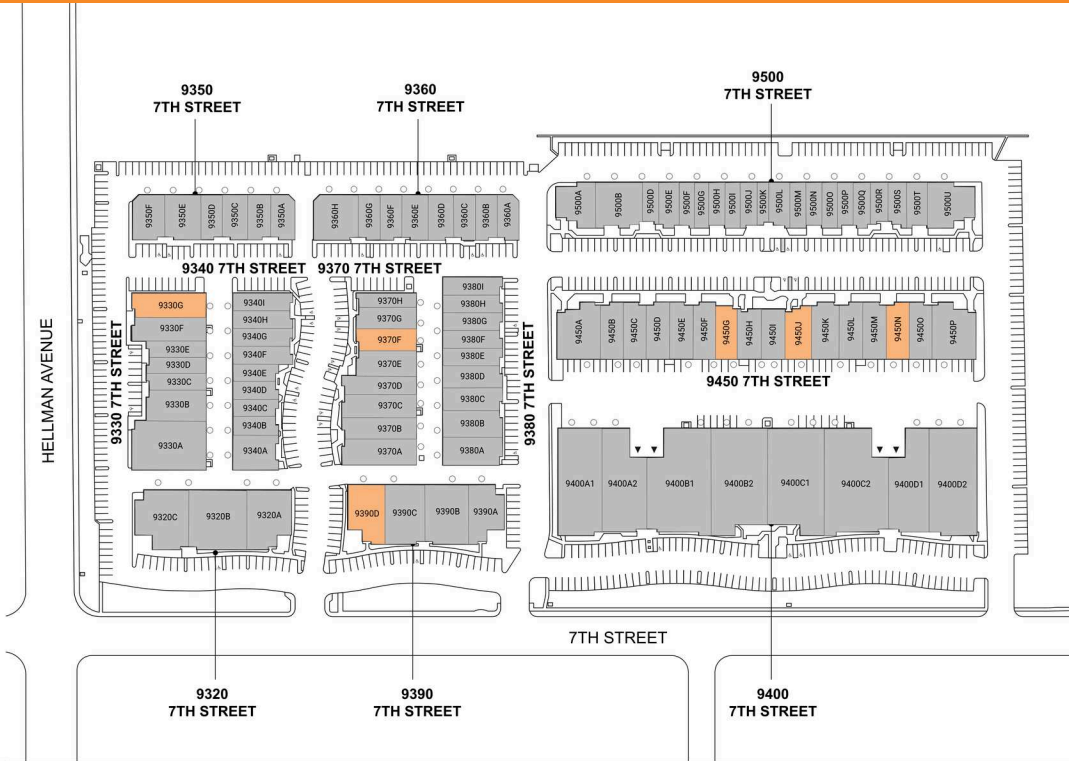 9350
7TH STREET
9360
7TH STREET
9500
7TH STREET
9350F
9350E
9350D
9350C
9350B
9350A
9360H
9360G
9360F
9360E
9360D
9360C
9360B
9360A
9500A
9500B
9500D
9500E
9500F
9500G
9500H
9500I
9500J
9500K
9500L
9500M
9500N
9500O
9500P
9500Q
9500R
9500S
9500T
9500U
9340 7TH STREET
9370 7TH STREET
9330 7TH STREET
9330G
9330F
9330E
9330D
9330C
9330B
9330A
9340I
9340H
9340G
9340F
9340E
9340D
9340C
9340B
9340A
9370H
9370G
9370F
9370E
9370D
9370C
9370B
9370A
9380I
9380H
9380G
9380F
9380E
9380D
9380C
9380B
9380A
9380 7TH STREET
9450A
9450B
9450C
9450D
9450E
9450F
9450G
9450H
9450I
9450J
9450K
9450L
9450M
9450N
9450O
9450P
9450 7TH STREET
HELLMAN AVENUE
9320C
9320B
9320A
9390D
9390C
9390B
9390A
9400A1
9400A2
9400B1
9400B2
9400C1
9400C2
9400D1
9400D2
7TH STREET
9320
7TH STREET
9390
7TH STREET
9400
7TH STREET